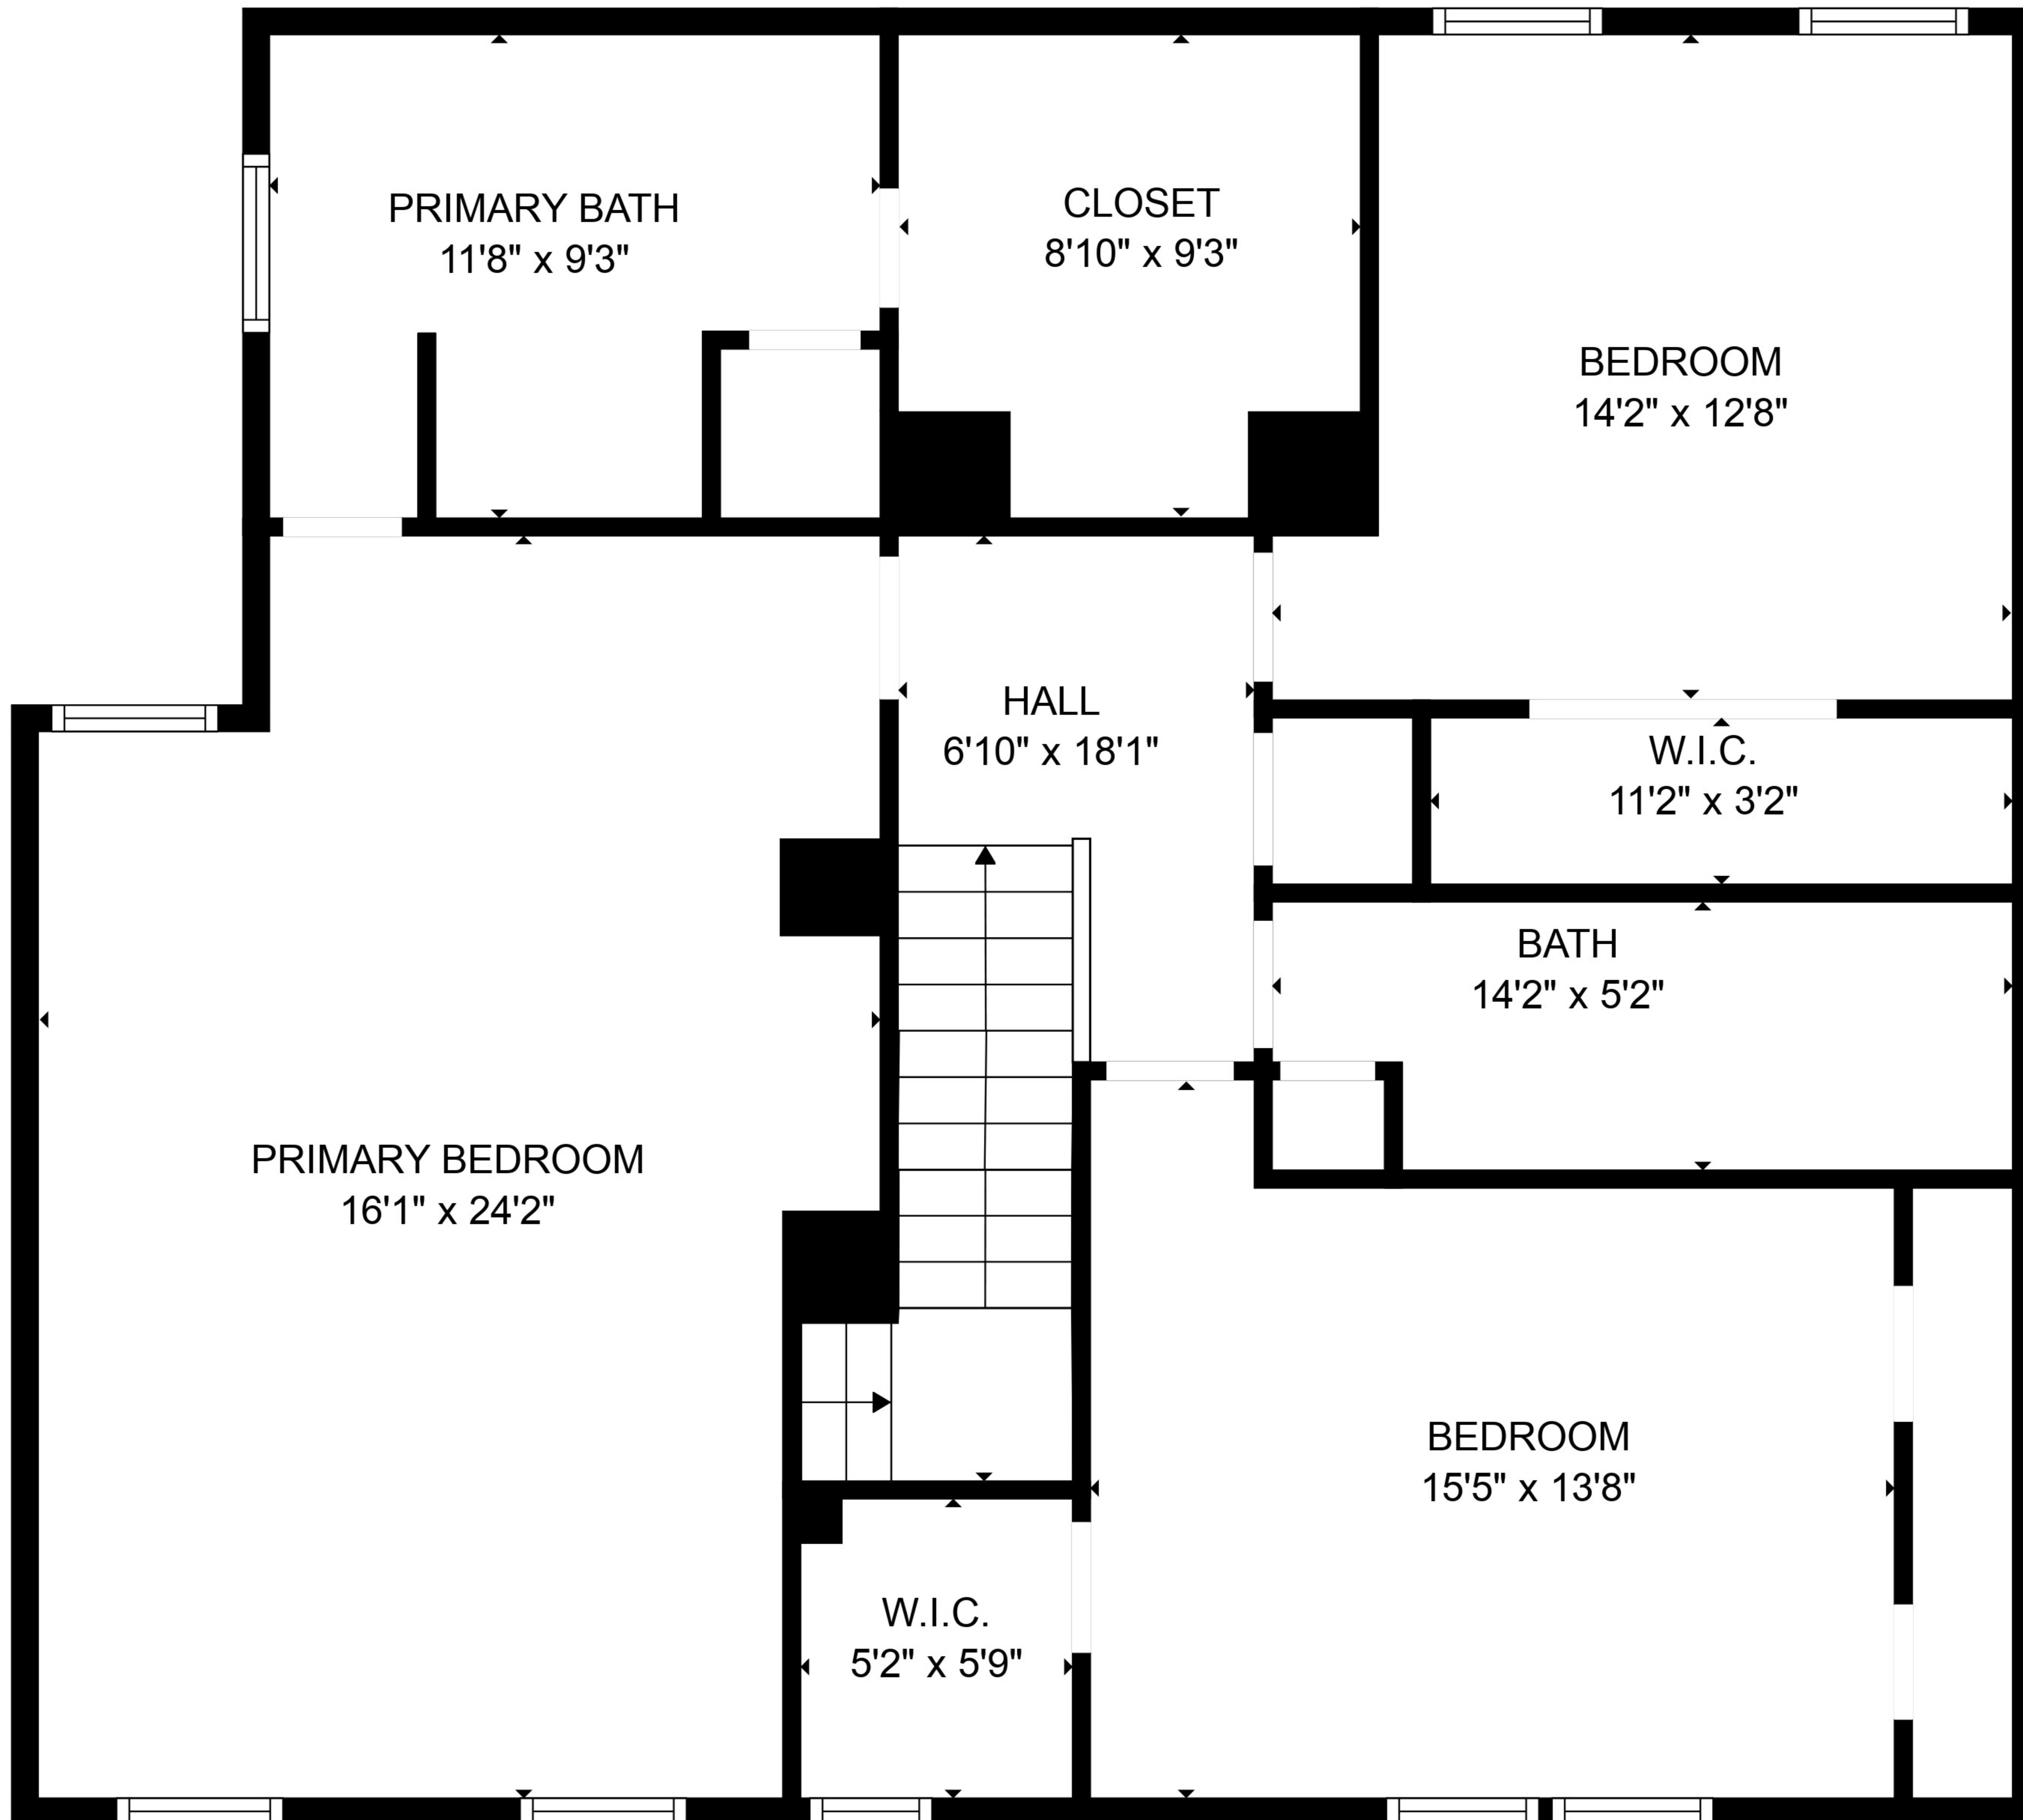 PRIMARY BATH
11'8" x 9'3"
CLOSET
8'10" x 9'3"
BEDROOM
14'2" x 12'8"
HALL
6'10" x 18'1"
W.I.C.
11'2" x 3'2"
BATH
14'2" x 5'2"
PRIMARY BEDROOM
16'1" x 24'2"
BEDROOM
15'5" x 13'8"
W.I.C.
5'2" x 5'9"